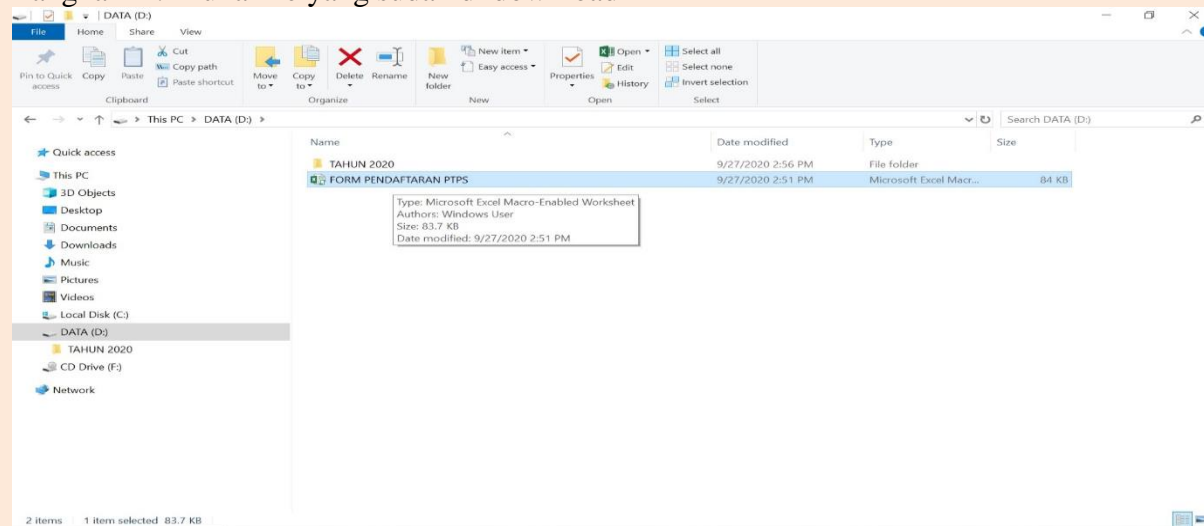 DATA (D:)
File Home Share View
Pin to Quick access
Copy
Paste
Cut
Copy path
Paste shortcut
Clipboard
Move to
Copy to
Delete
Rename
Organize
New folder
New item
Easy access
New
Properties
Open
Edit
History
Open
Select all
Select none
Invert selection
Select
This PC > DATA (D:) >
Search DATA (D:)
Quick access
This PC
3D Objects
Desktop
Documents
Downloads
Music
Pictures
Videos
Local Disk (C:)
DATA (D:)
TAHUN 2020
CD Drive (F:)
Network
Name Date modified Type Size
TAHUN 2020 9/27/2020 2:56 PM File folder
FORM PENDAFTARAN PTPS 9/27/2020 2:51 PM Microsoft Excel Macr... 84 KB
Type: Microsoft Excel Macro-Enabled Worksheet
Authors: Windows User
Size: 83.7 KB
Date modified: 9/27/2020 2:51 PM
2 items 1 item selected 83.7 KB